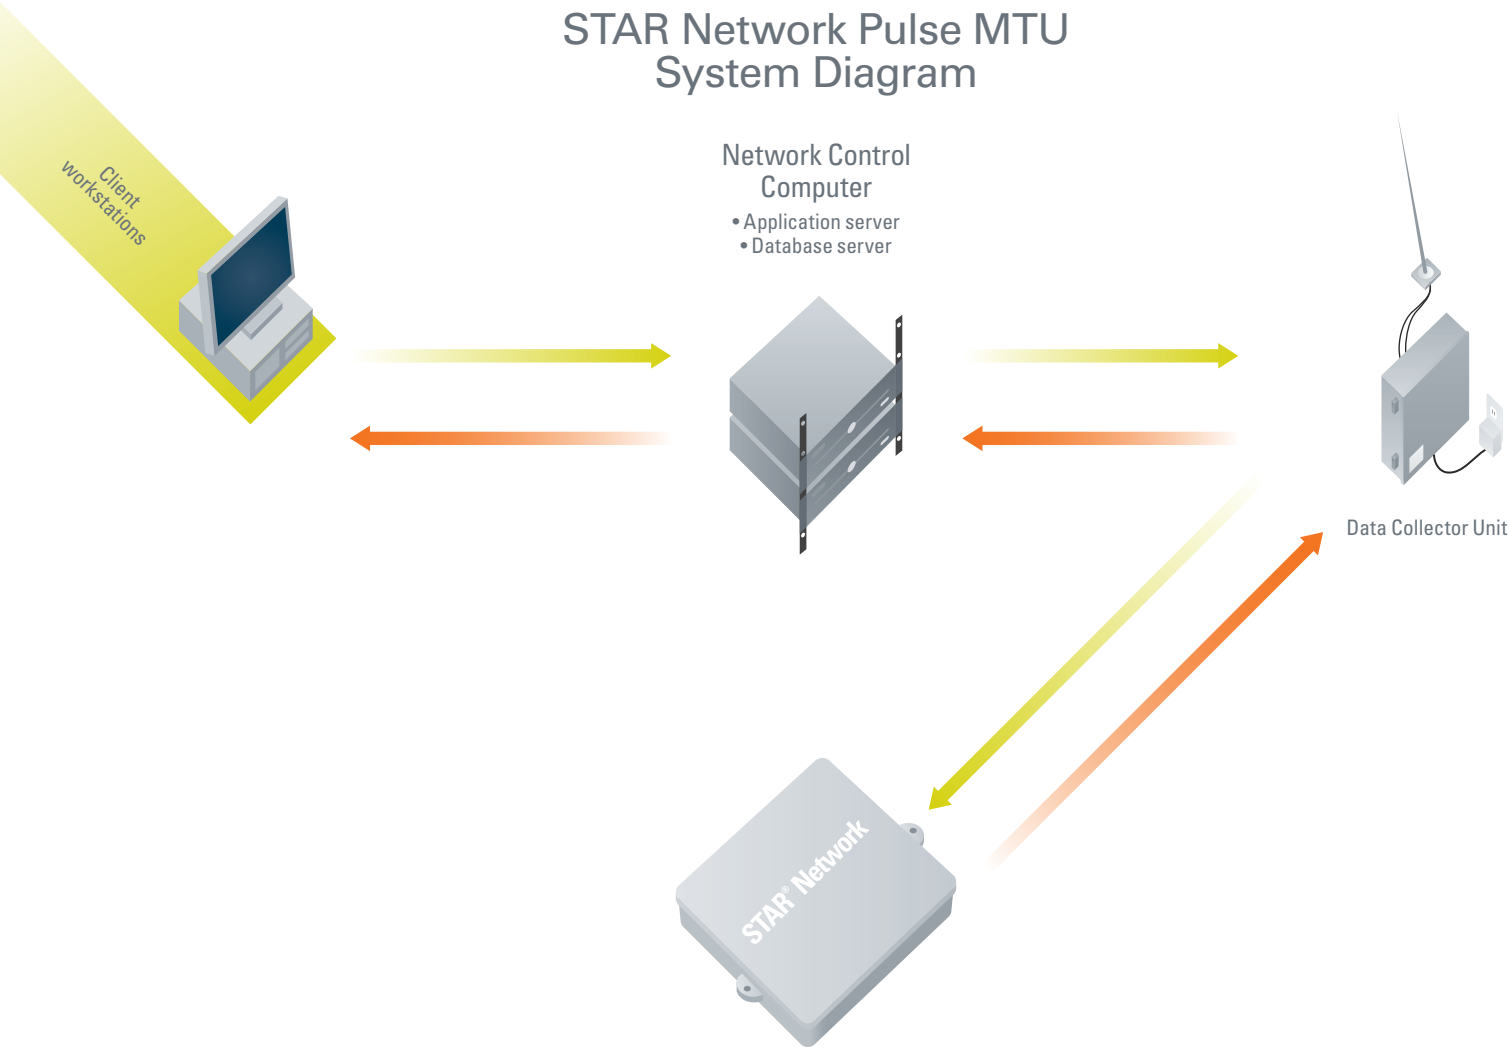 STAR Network Pulse MTU
System Diagram
Network Control
Computer
• Application server
• Database server
Client
workstations
Data Collector Unit
STAR® Network